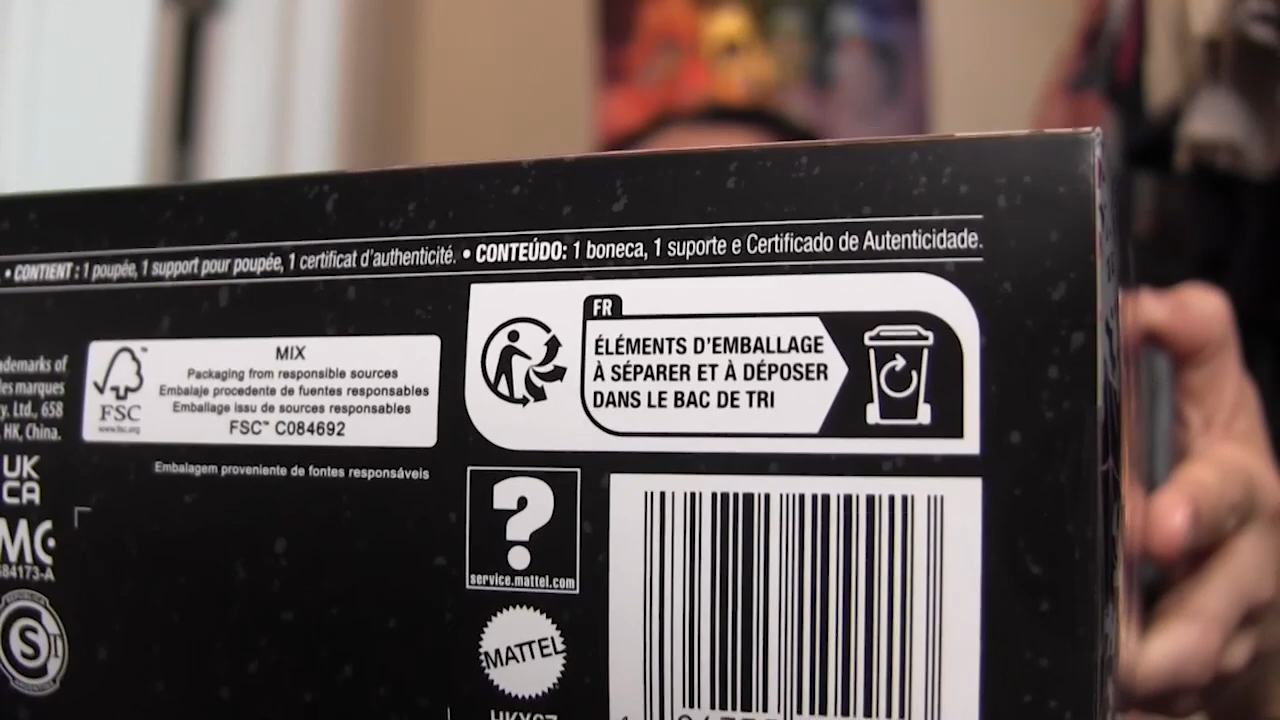 • CONTIENT : 1 poupée, 1 support pour poupée, 1 certificat d'authenticité. • CONTEÚDO: 1 boneca, 1 suporte e Certificado de Autenticidade.
FR
ÉLÉMENTS D'EMBALLAGE
À SÉPARER ET À DÉPOSER
DANS LE BAC DE TRI
MIX
Packaging from responsible sources
Embalaje procedente de fuentes responsables
Emballage issu de sources responsables
FSC™ C084692
FSC
www.fsc.org
Embalagem proveniente de fontes responsáveis
demarks of
les marques
y. Ltd., 658
HK, China.
UK
CA
84173-A
S
?
service.mattel.com
MATTEL